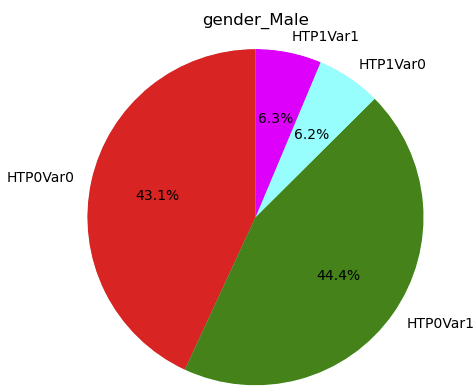 gender_Male
HTP1Var1
HTP1Var0
6.3%
6.2%
HTP0Var0
43.1%
44.4%
HTP0Var1